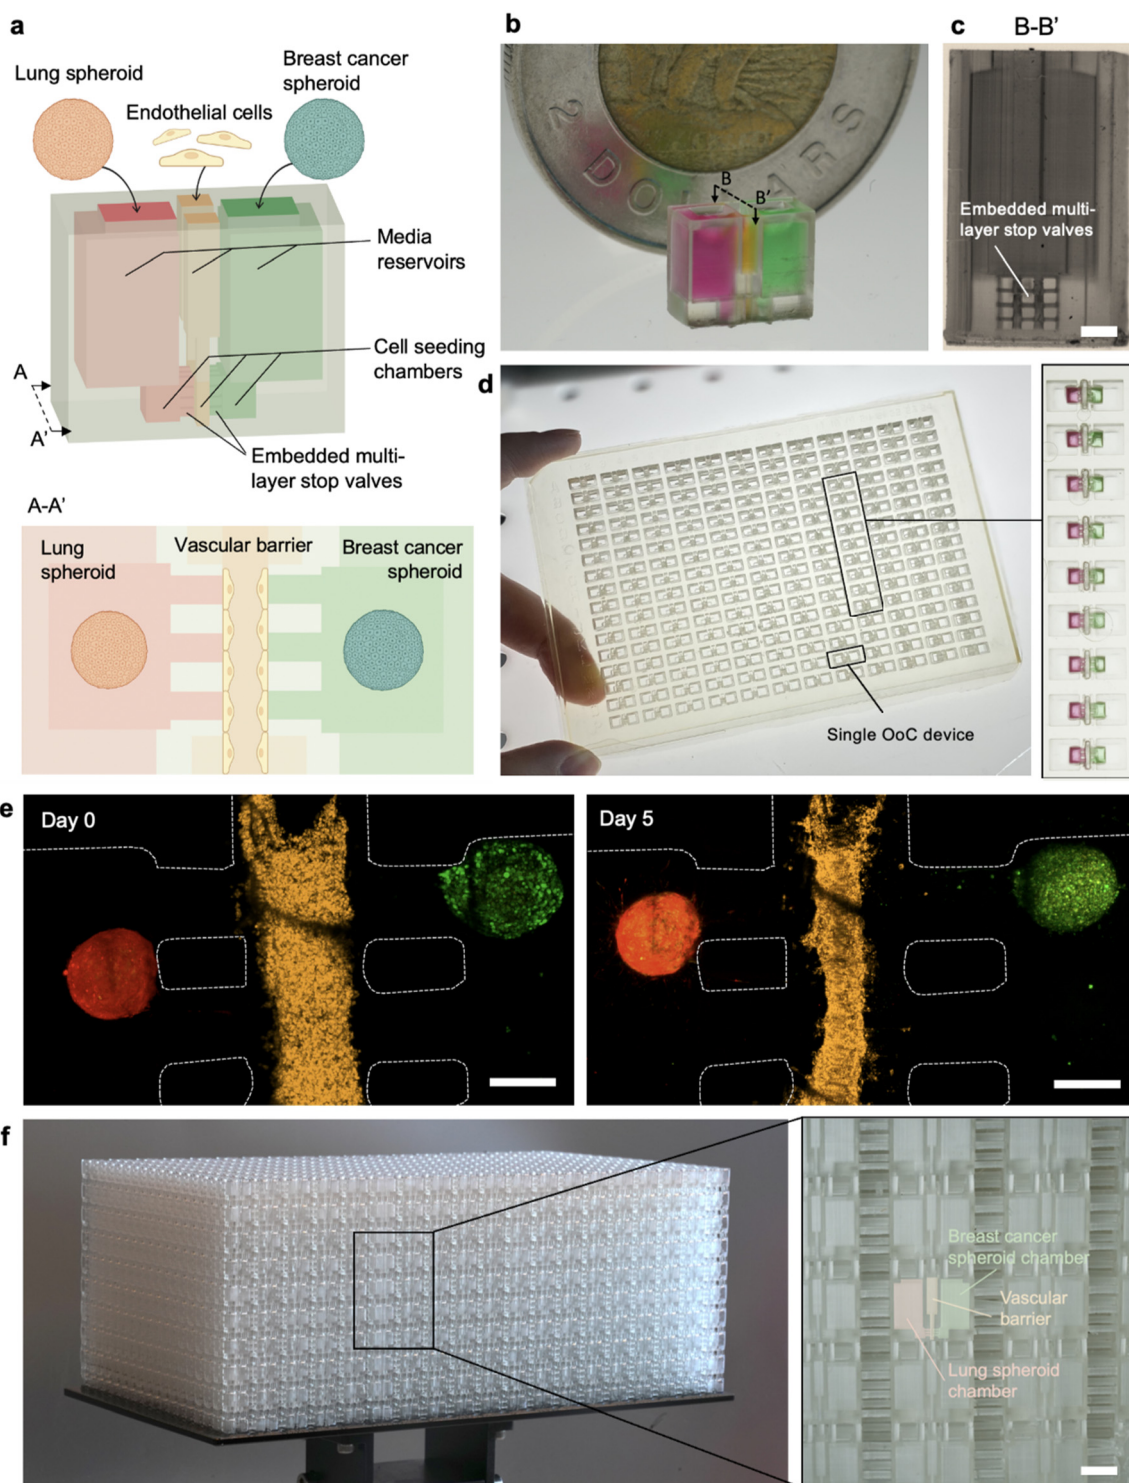 a
Lung spheroid
Endothelial cells
Breast cancer
spheroid
Media
reservoirs
Cell seeding
chambers
A
A'
Embedded multi-
layer stop valves
A-A'
Lung
spheroid
Vascular barrier
Breast cancer
spheroid
b
2 DOLLARS
B
B'
c
B-B'
Embedded multi-
layer stop valves
d
Single OoC device
e
Day 0
Day 5
f
Breast cancer
spheroid chamber
Vascular
barrier
Lung spheroid
chamber